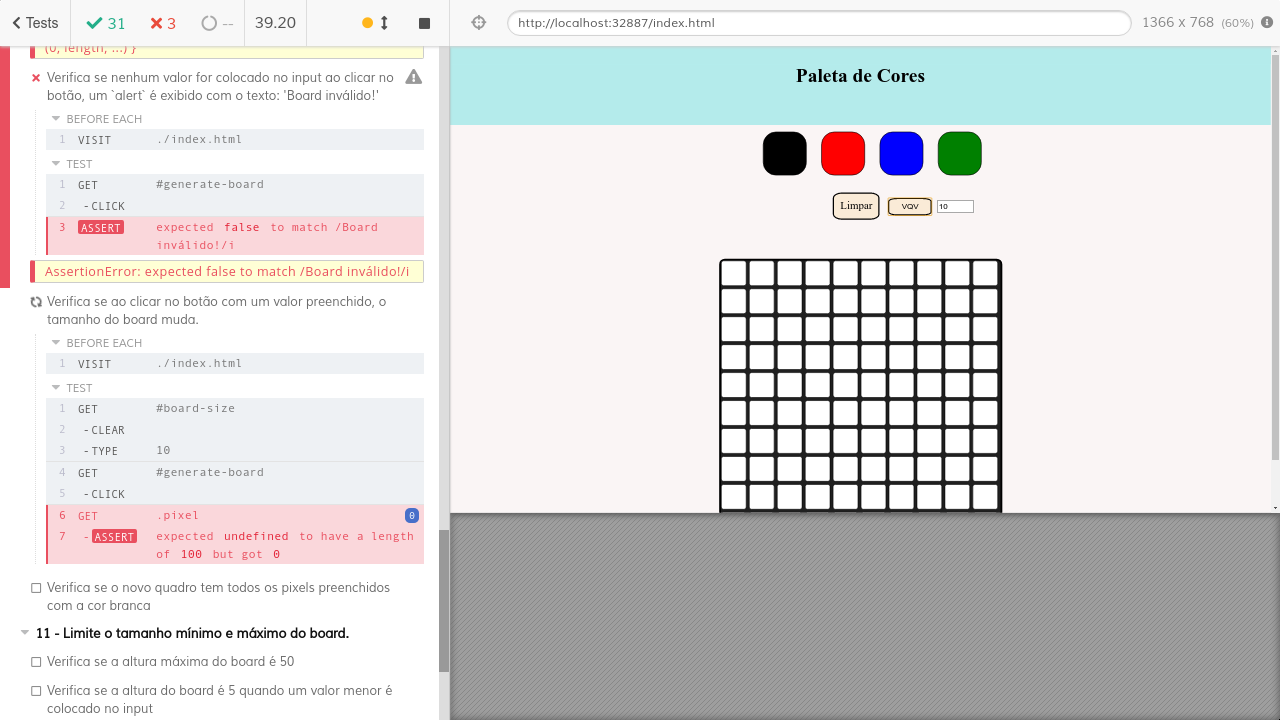 Tests
31
3
--
39.20
http://localhost:32887/index.html
1366 x 768 (60%)
(0, length, ...) }
Verifica se nenhum valor for colocado no input ao clicar no
botão, um `alert` é exibido com o texto: 'Board inválido!'
BEFORE EACH
1 VISIT ./index.html
TEST
1 GET #generate-board
2 -CLICK
3 ASSERT expected false to match /Board
inválido!/i
AssertionError: expected false to match /Board inválido!/i
Verifica se ao clicar no botão com um valor preenchido, o
tamanho do board muda.
BEFORE EACH
1 VISIT ./index.html
TEST
1 GET #board-size
2 -CLEAR
3 -TYPE 10
4 GET #generate-board
5 -CLICK
6 GET .pixel 0
7 -ASSERT expected undefined to have a length
of 100 but got 0
Verifica se o novo quadro tem todos os pixels preenchidos
com a cor branca
11 - Limite o tamanho mínimo e máximo do board.
Verifica se a altura máxima do board é 50
Verifica se a altura do board é 5 quando um valor menor é
colocado no input
Paleta de Cores
Limpar VQV 10